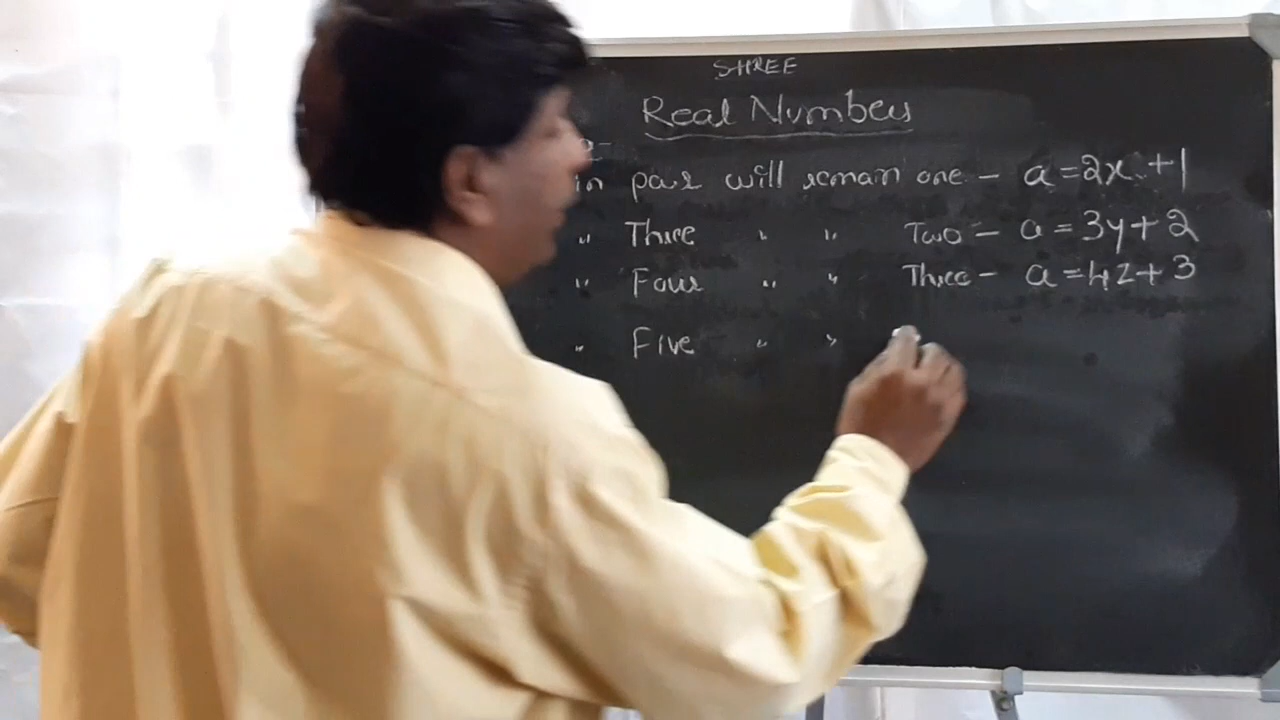 SHREE
Real Numbers
in pair will remain one - a=2x+1
" Three " " Two - a=3y+2
" Four " " Three - a=4z+3
" Five " "